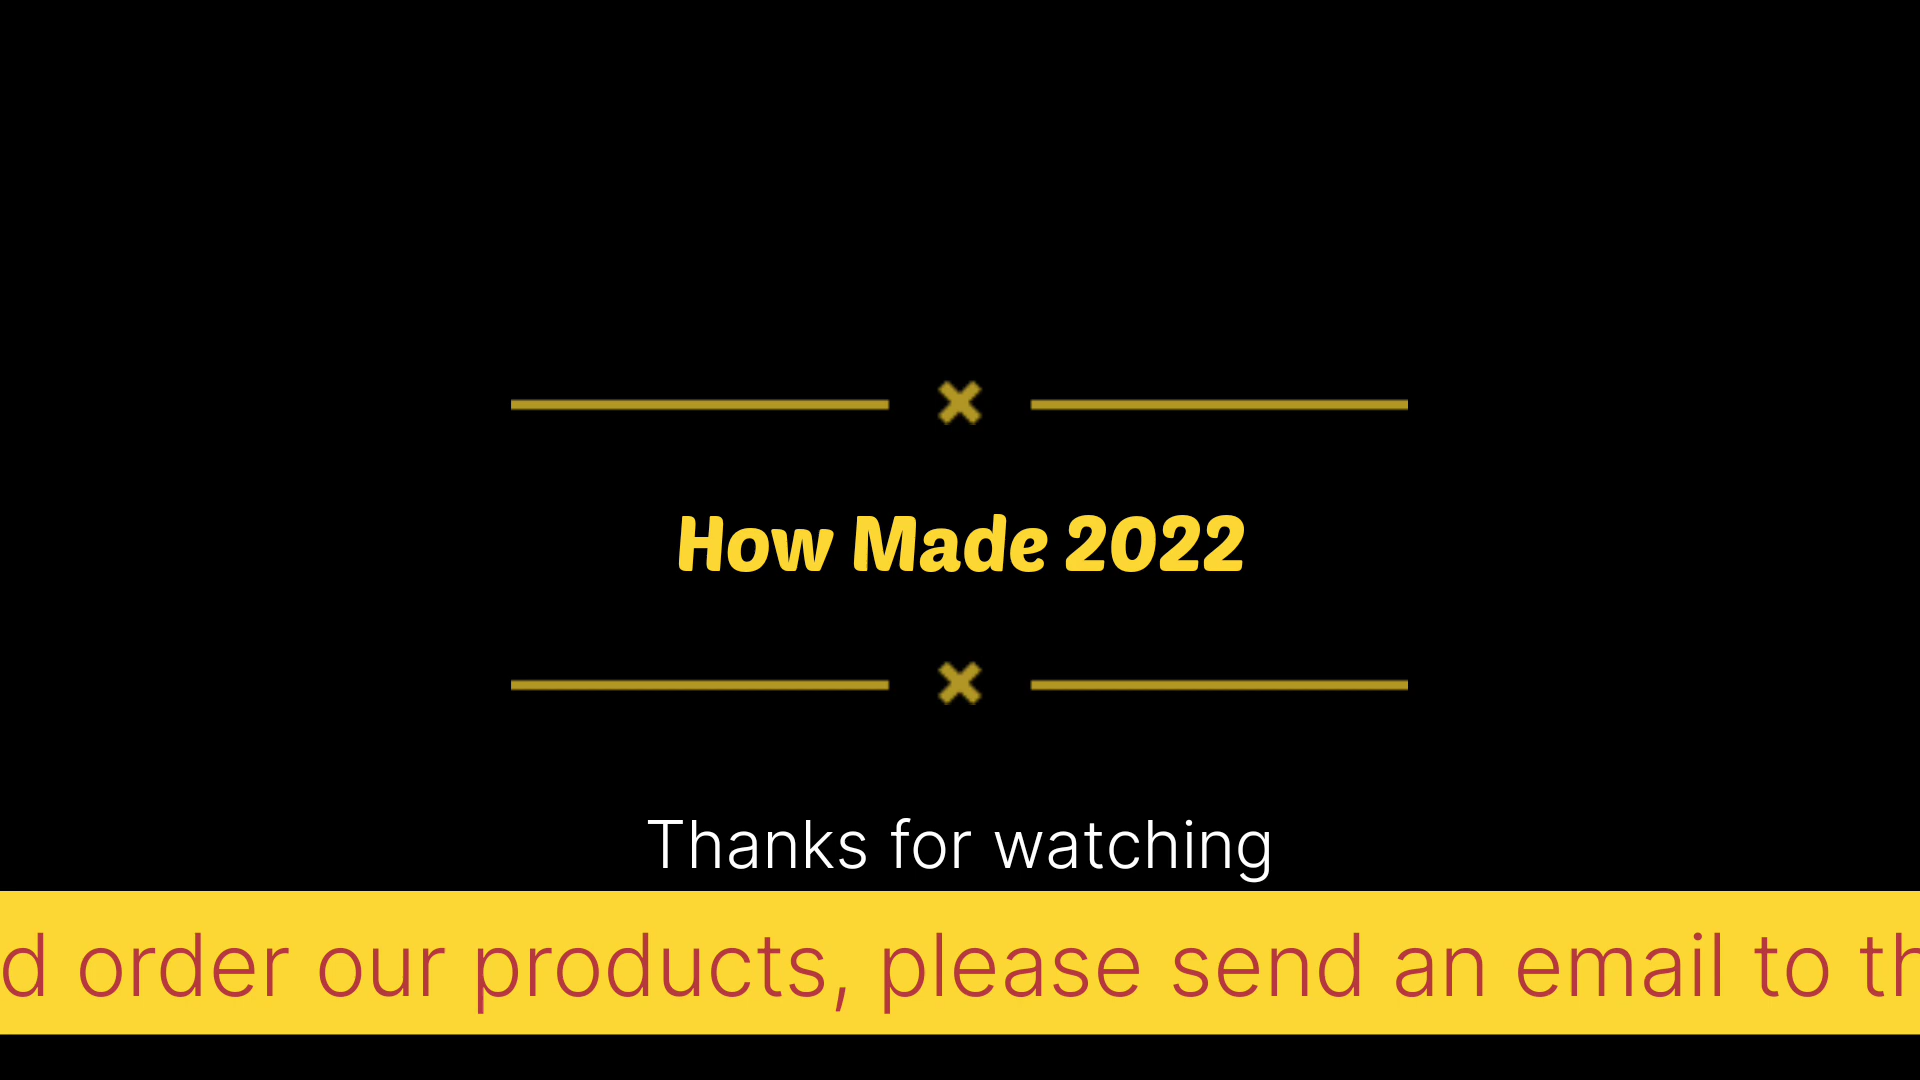 How Made 2022
Thanks for watching
d order our products, please send an email to th